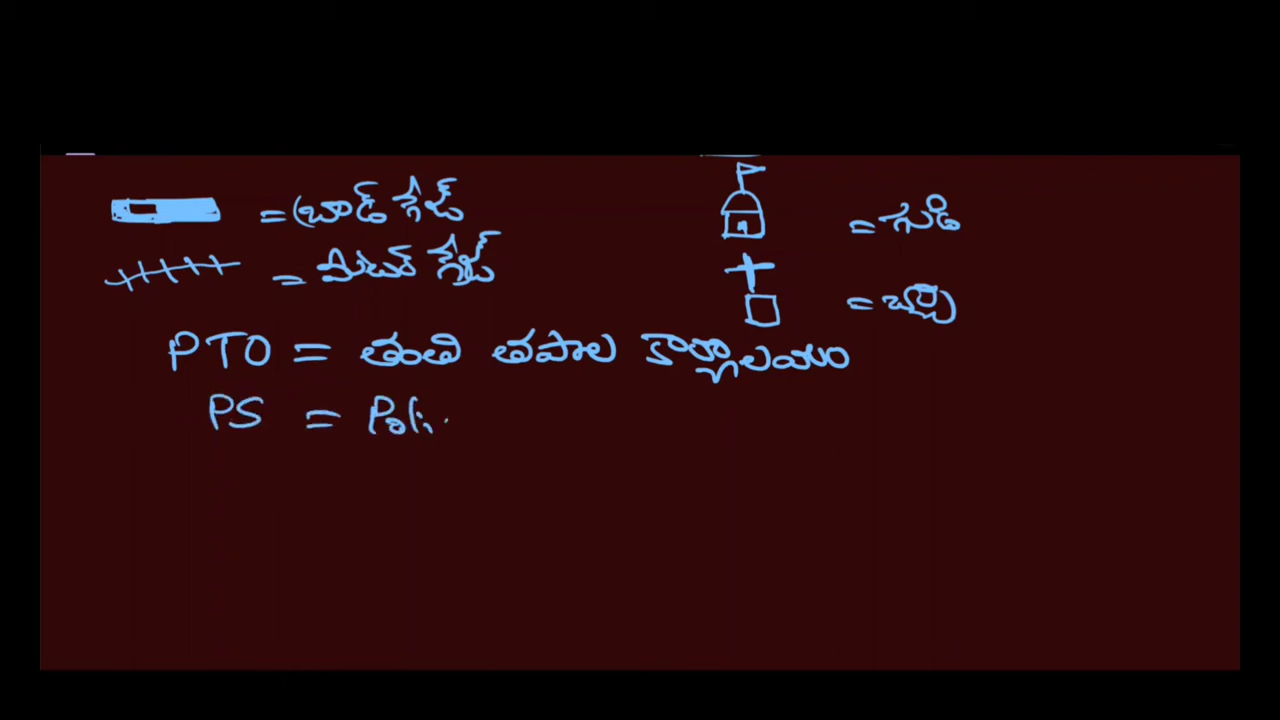 = బ్రాడ్ గేజ్
= మీటర్ గేజ్
= గుడి
= చర్చి
PTO = తంతి తపాల కార్యాలయం
PS = Poli